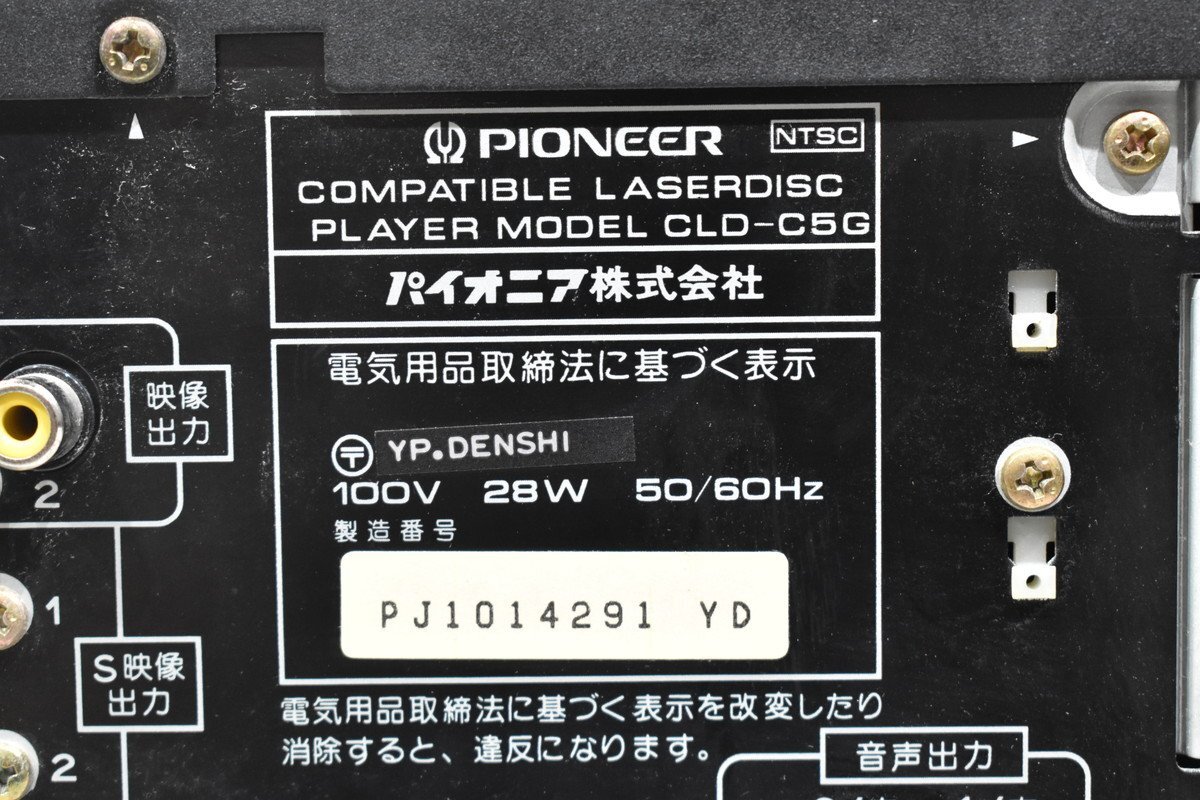 PIONEER NTSC
COMPATIBLE LASERDISC
PLAYER MODEL CLD-C5G
パイオニア株式会社
電気用品取締法に基づく表示
〒 YP.DENSHI
100V 28W 50/60Hz
製造番号
PJ1014291 YD
電気用品取締法に基づく表示を改変したり
消除すると、違反になります。
映像
出力
2
1
S映像
出力
2
音声出力